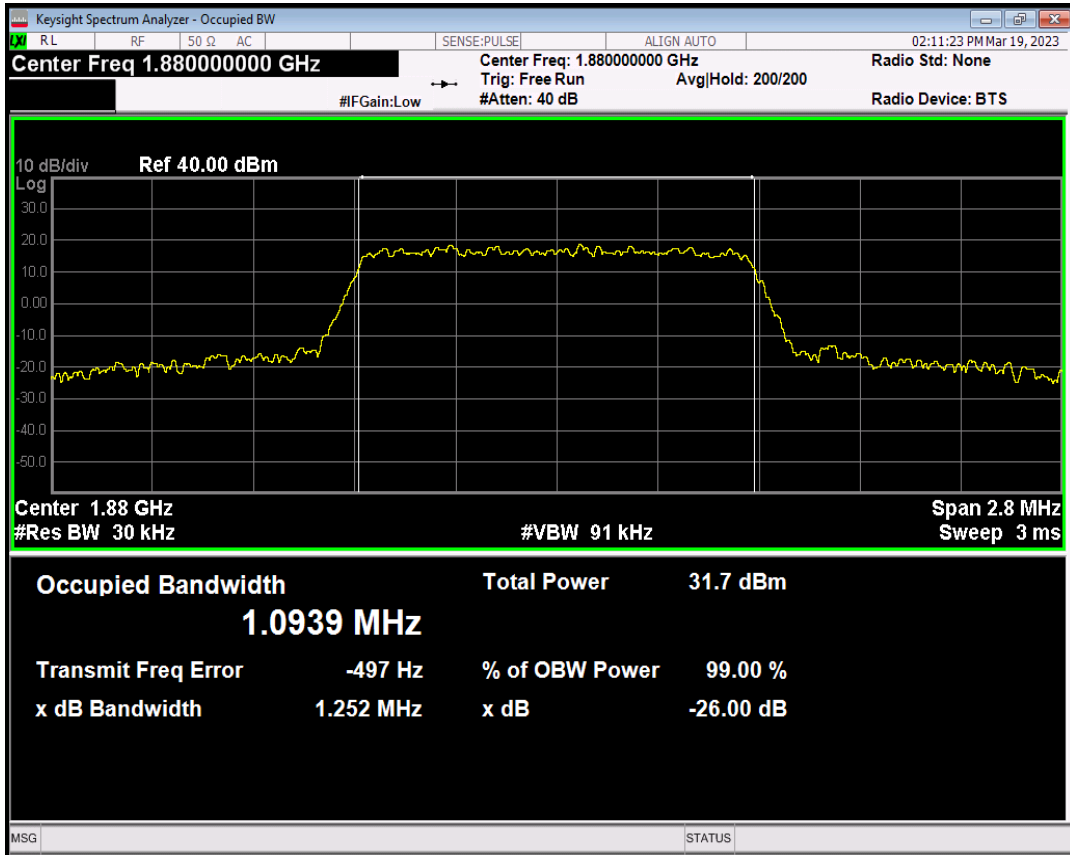 Keysight Spectrum Analyzer - Occupied BW
LXI RL RF 50 Ω AC SENSE:PULSE ALIGN AUTO 02:11:23 PM Mar 19, 2023
Center Freq 1.880000000 GHz Center Freq: 1.880000000 GHz Radio Std: None
Trig: Free Run Avg|Hold: 200/200
#IFGain:Low #Atten: 40 dB Radio Device: BTS
10 dB/div Ref 40.00 dBm
Log
30.0
20.0
10.0
0.00
-10.0
-20.0
-30.0
-40.0
-50.0
Center 1.88 GHz Span 2.8 MHz
#Res BW 30 kHz #VBW 91 kHz Sweep 3 ms
Occupied Bandwidth Total Power 31.7 dBm
1.0939 MHz
Transmit Freq Error -497 Hz % of OBW Power 99.00 %
x dB Bandwidth 1.252 MHz x dB -26.00 dB
MSG STATUS